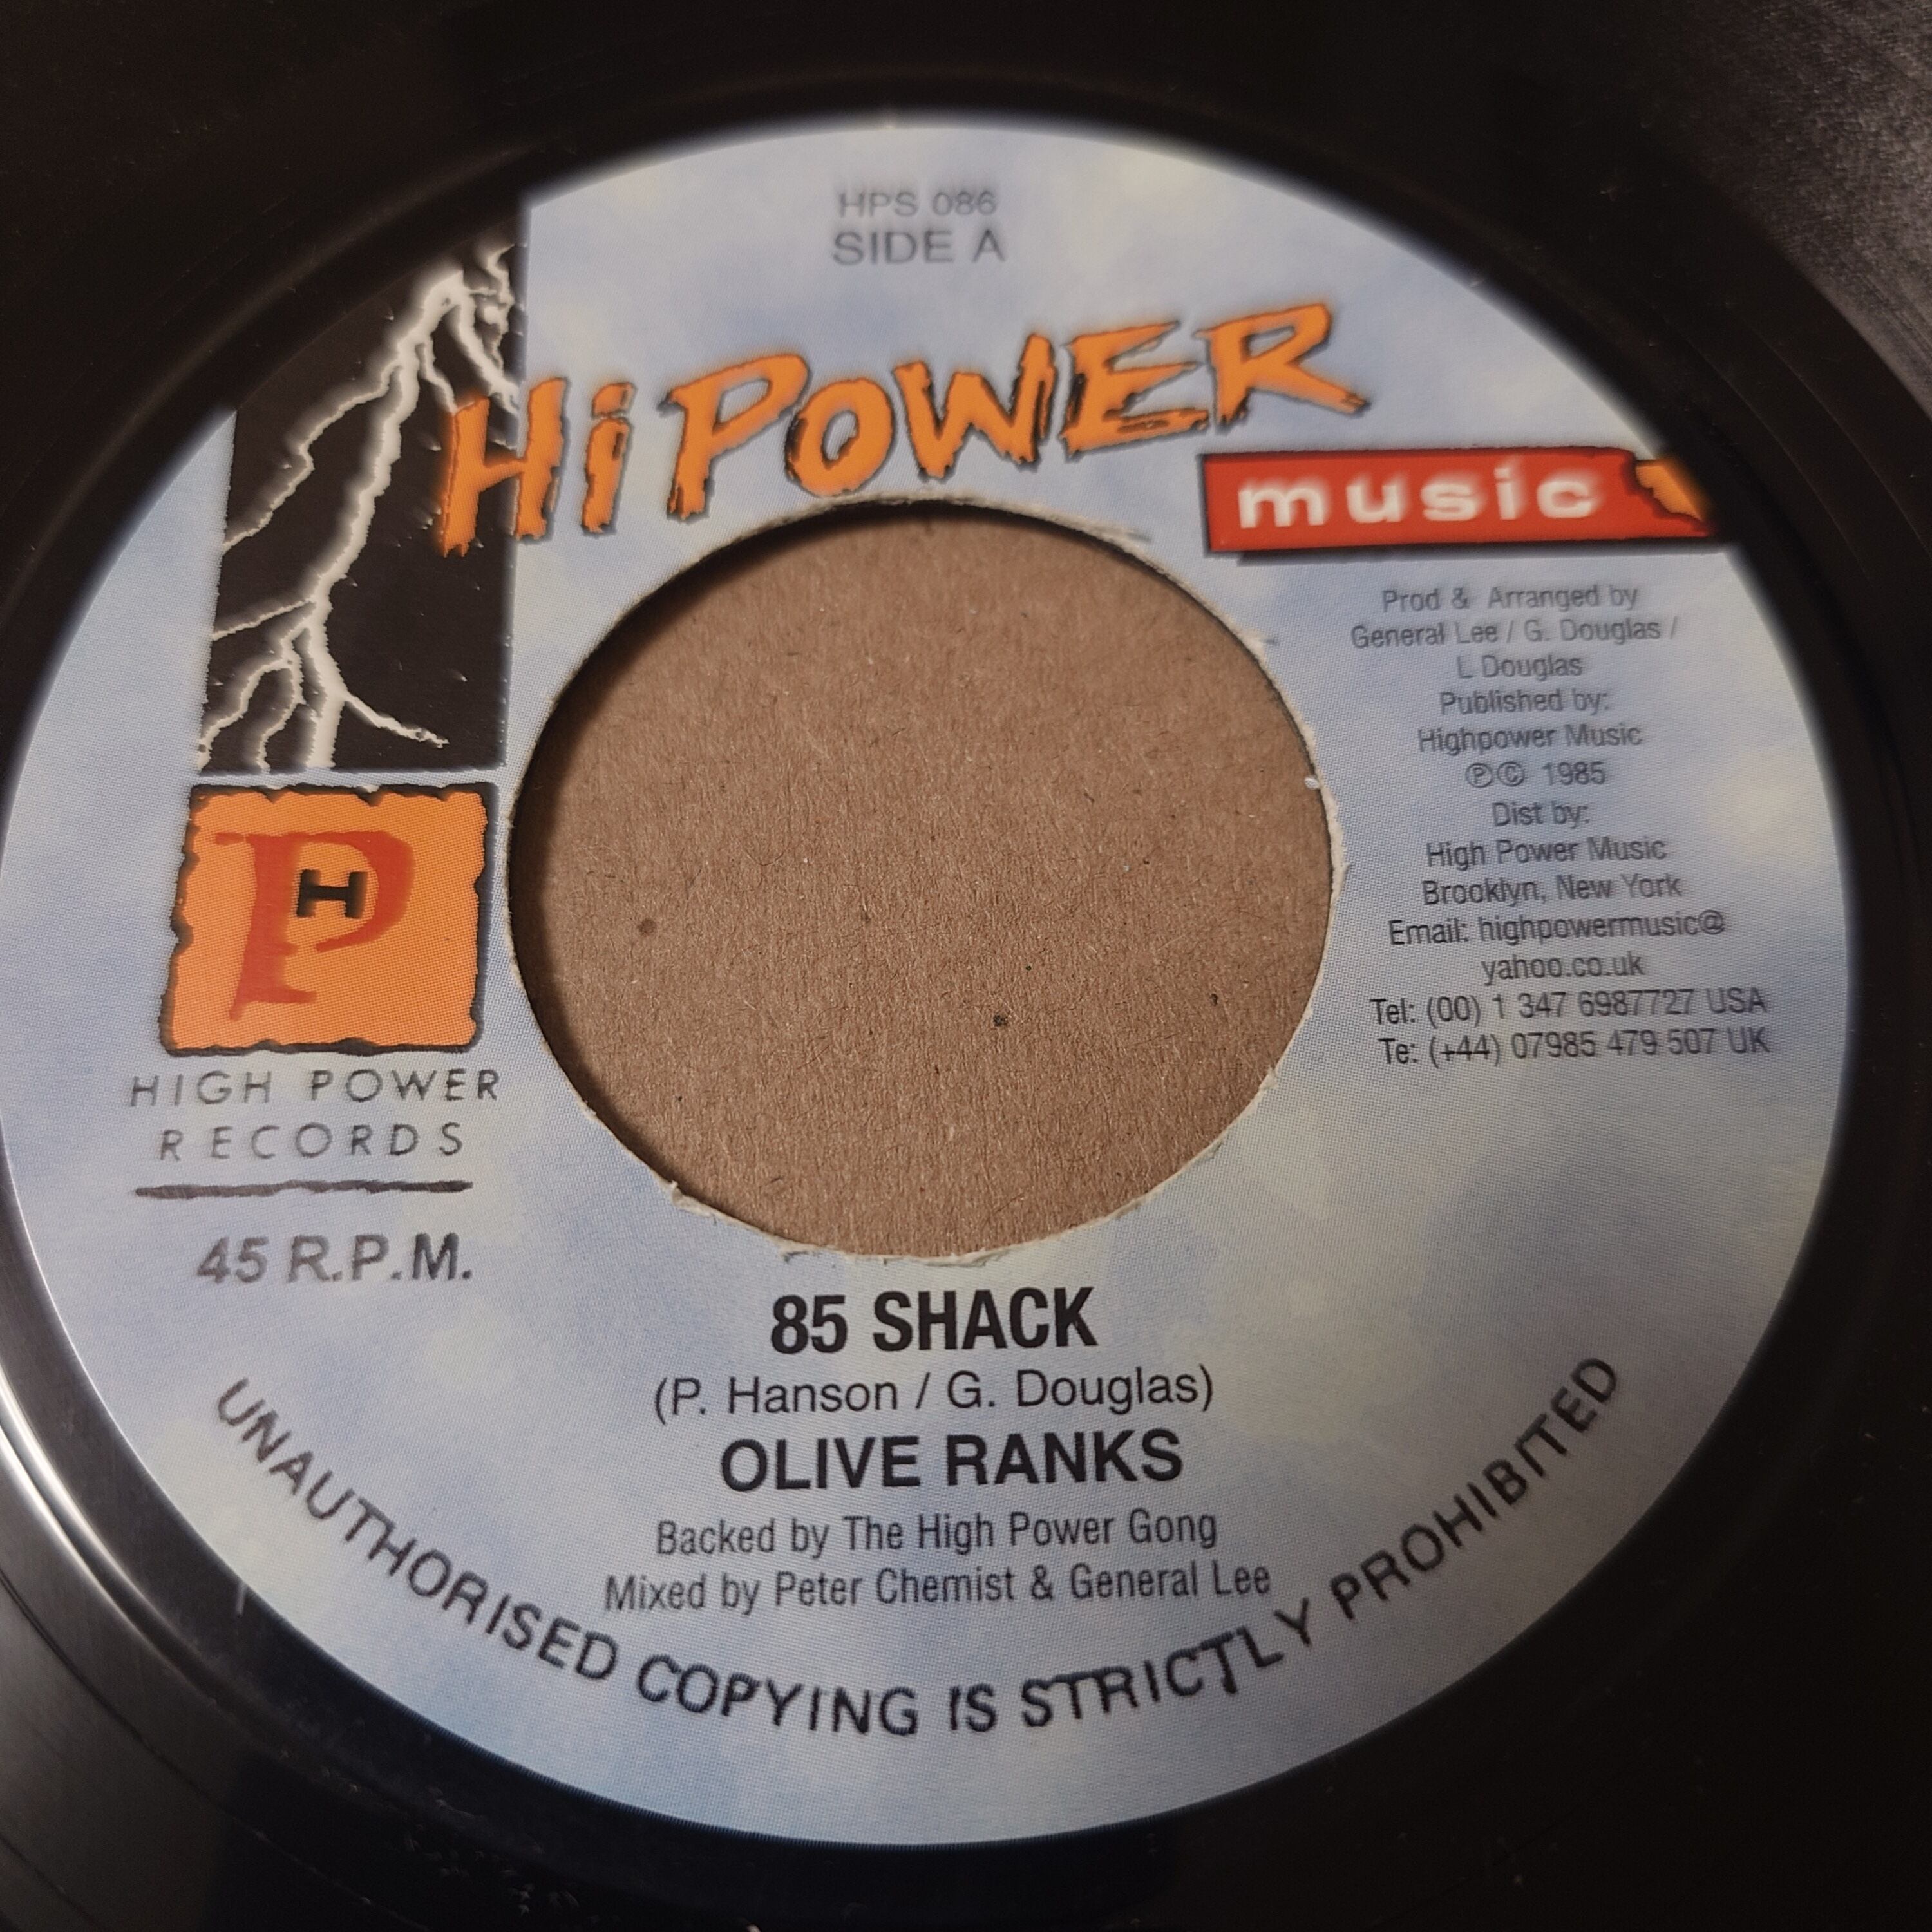 HPS 086
SIDE A
Hi POWER
music
Prod & Arranged by
General Lee / G. Douglas /
L Douglas
Published by:
Highpower Music
℗© 1985
Dist by:
High Power Music
Brooklyn, New York
Email: highpowermusic@
yahoo.co.uk
Tel: (00) 1 347 6987727 USA
Te: (+44) 07985 479 507 UK
PH
HIGH POWER
RECORDS
45 R.P.M.
85 SHACK
(P. Hanson / G. Douglas)
OLIVE RANKS
Backed by The High Power Gong
Mixed by Peter Chemist & General Lee
UNAUTHORISED COPYING IS STRICTLY PROHIBITED